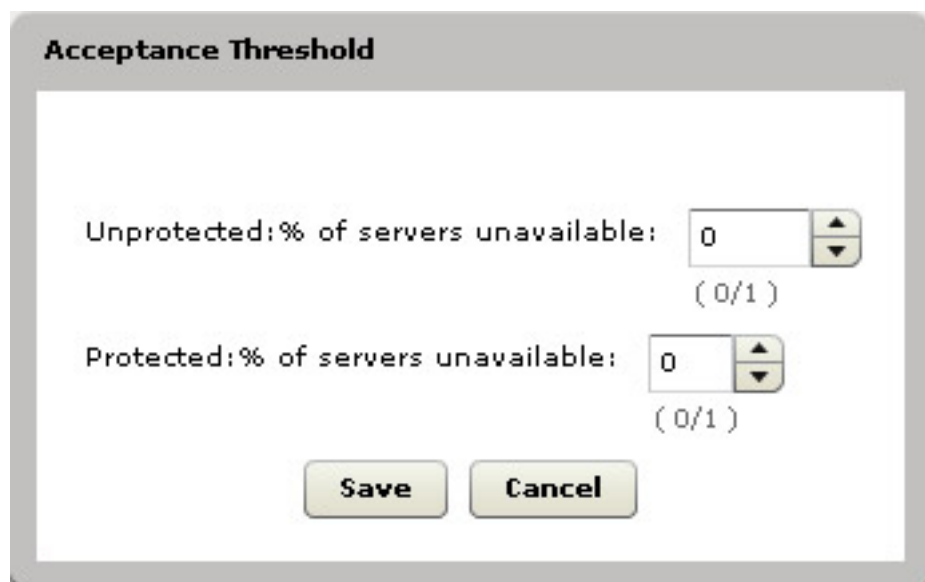 Acceptance Threshold
Unprotected:% of servers unavailable: 0
( 0/1 )
Protected:% of servers unavailable: 0
( 0/1 )
Save Cancel